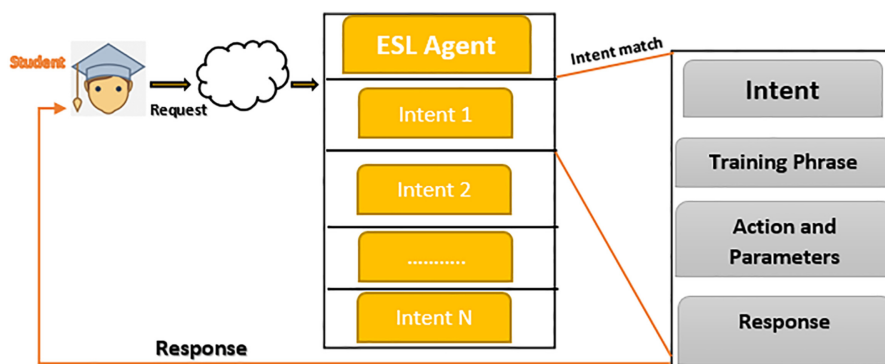 Student
Request
ESL Agent
Intent 1
Intent 2
...........
Intent N
Intent match
Intent
Training Phrase
Action and
Parameters
Response
Response